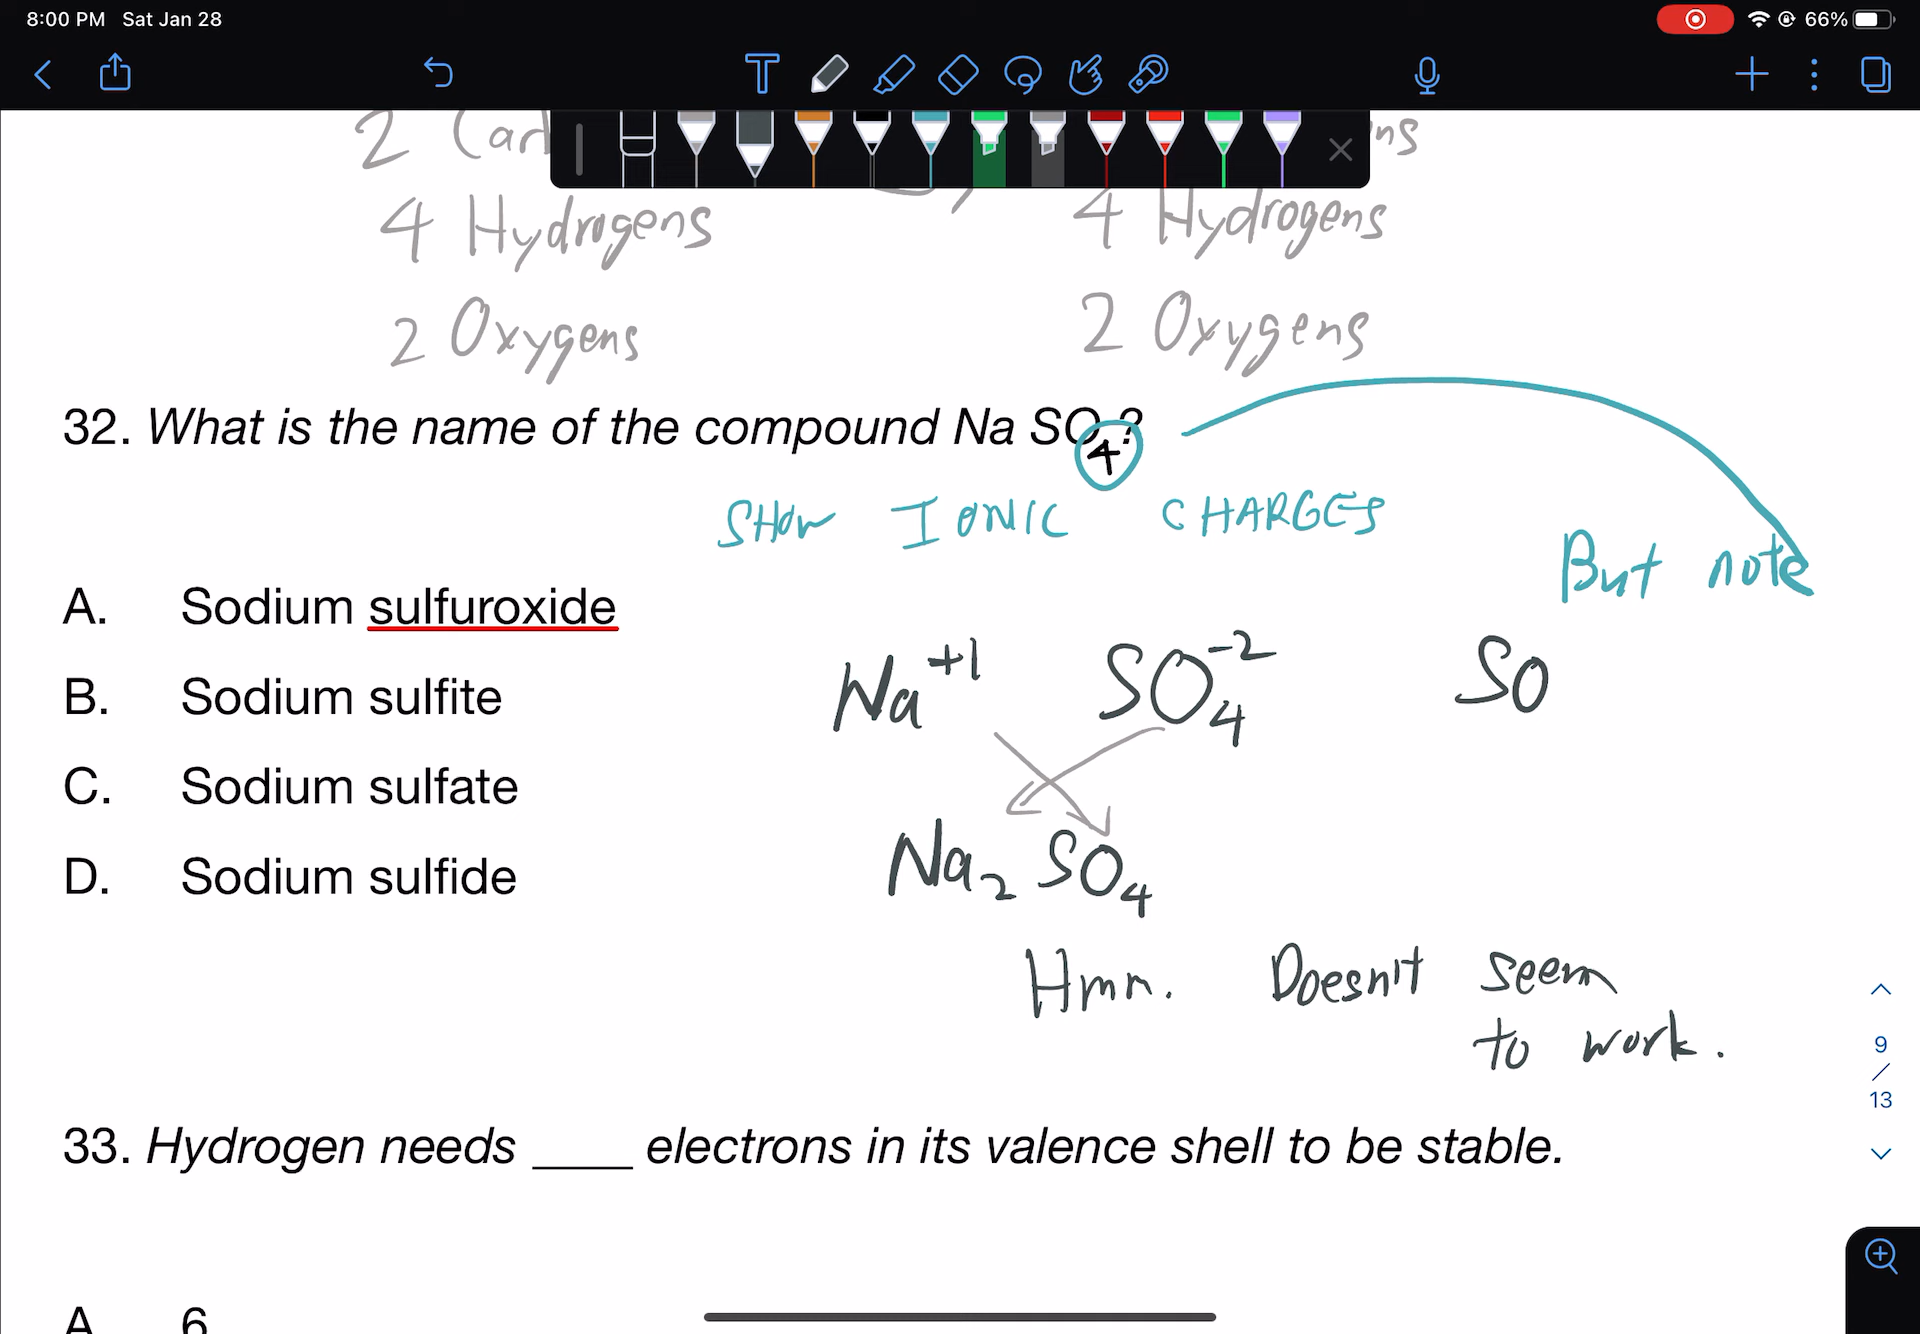 8:00 PM Sat Jan 28
66%
2 Carb
ns
4 Hydrogens
4 Hydrogens
2 Oxygens
2 Oxygens
32. What is the name of the compound Na SO4?
SHOW IONIC CHARGES
But note
A. Sodium sulfuroxide
B. Sodium sulfite
C. Sodium sulfate
D. Sodium sulfide
Na+1 SO4-2 SO
Na2 SO4
Hmm. Doesn't seem
to work.
9
/
13
33. Hydrogen needs ____ electrons in its valence shell to be stable.
A 6